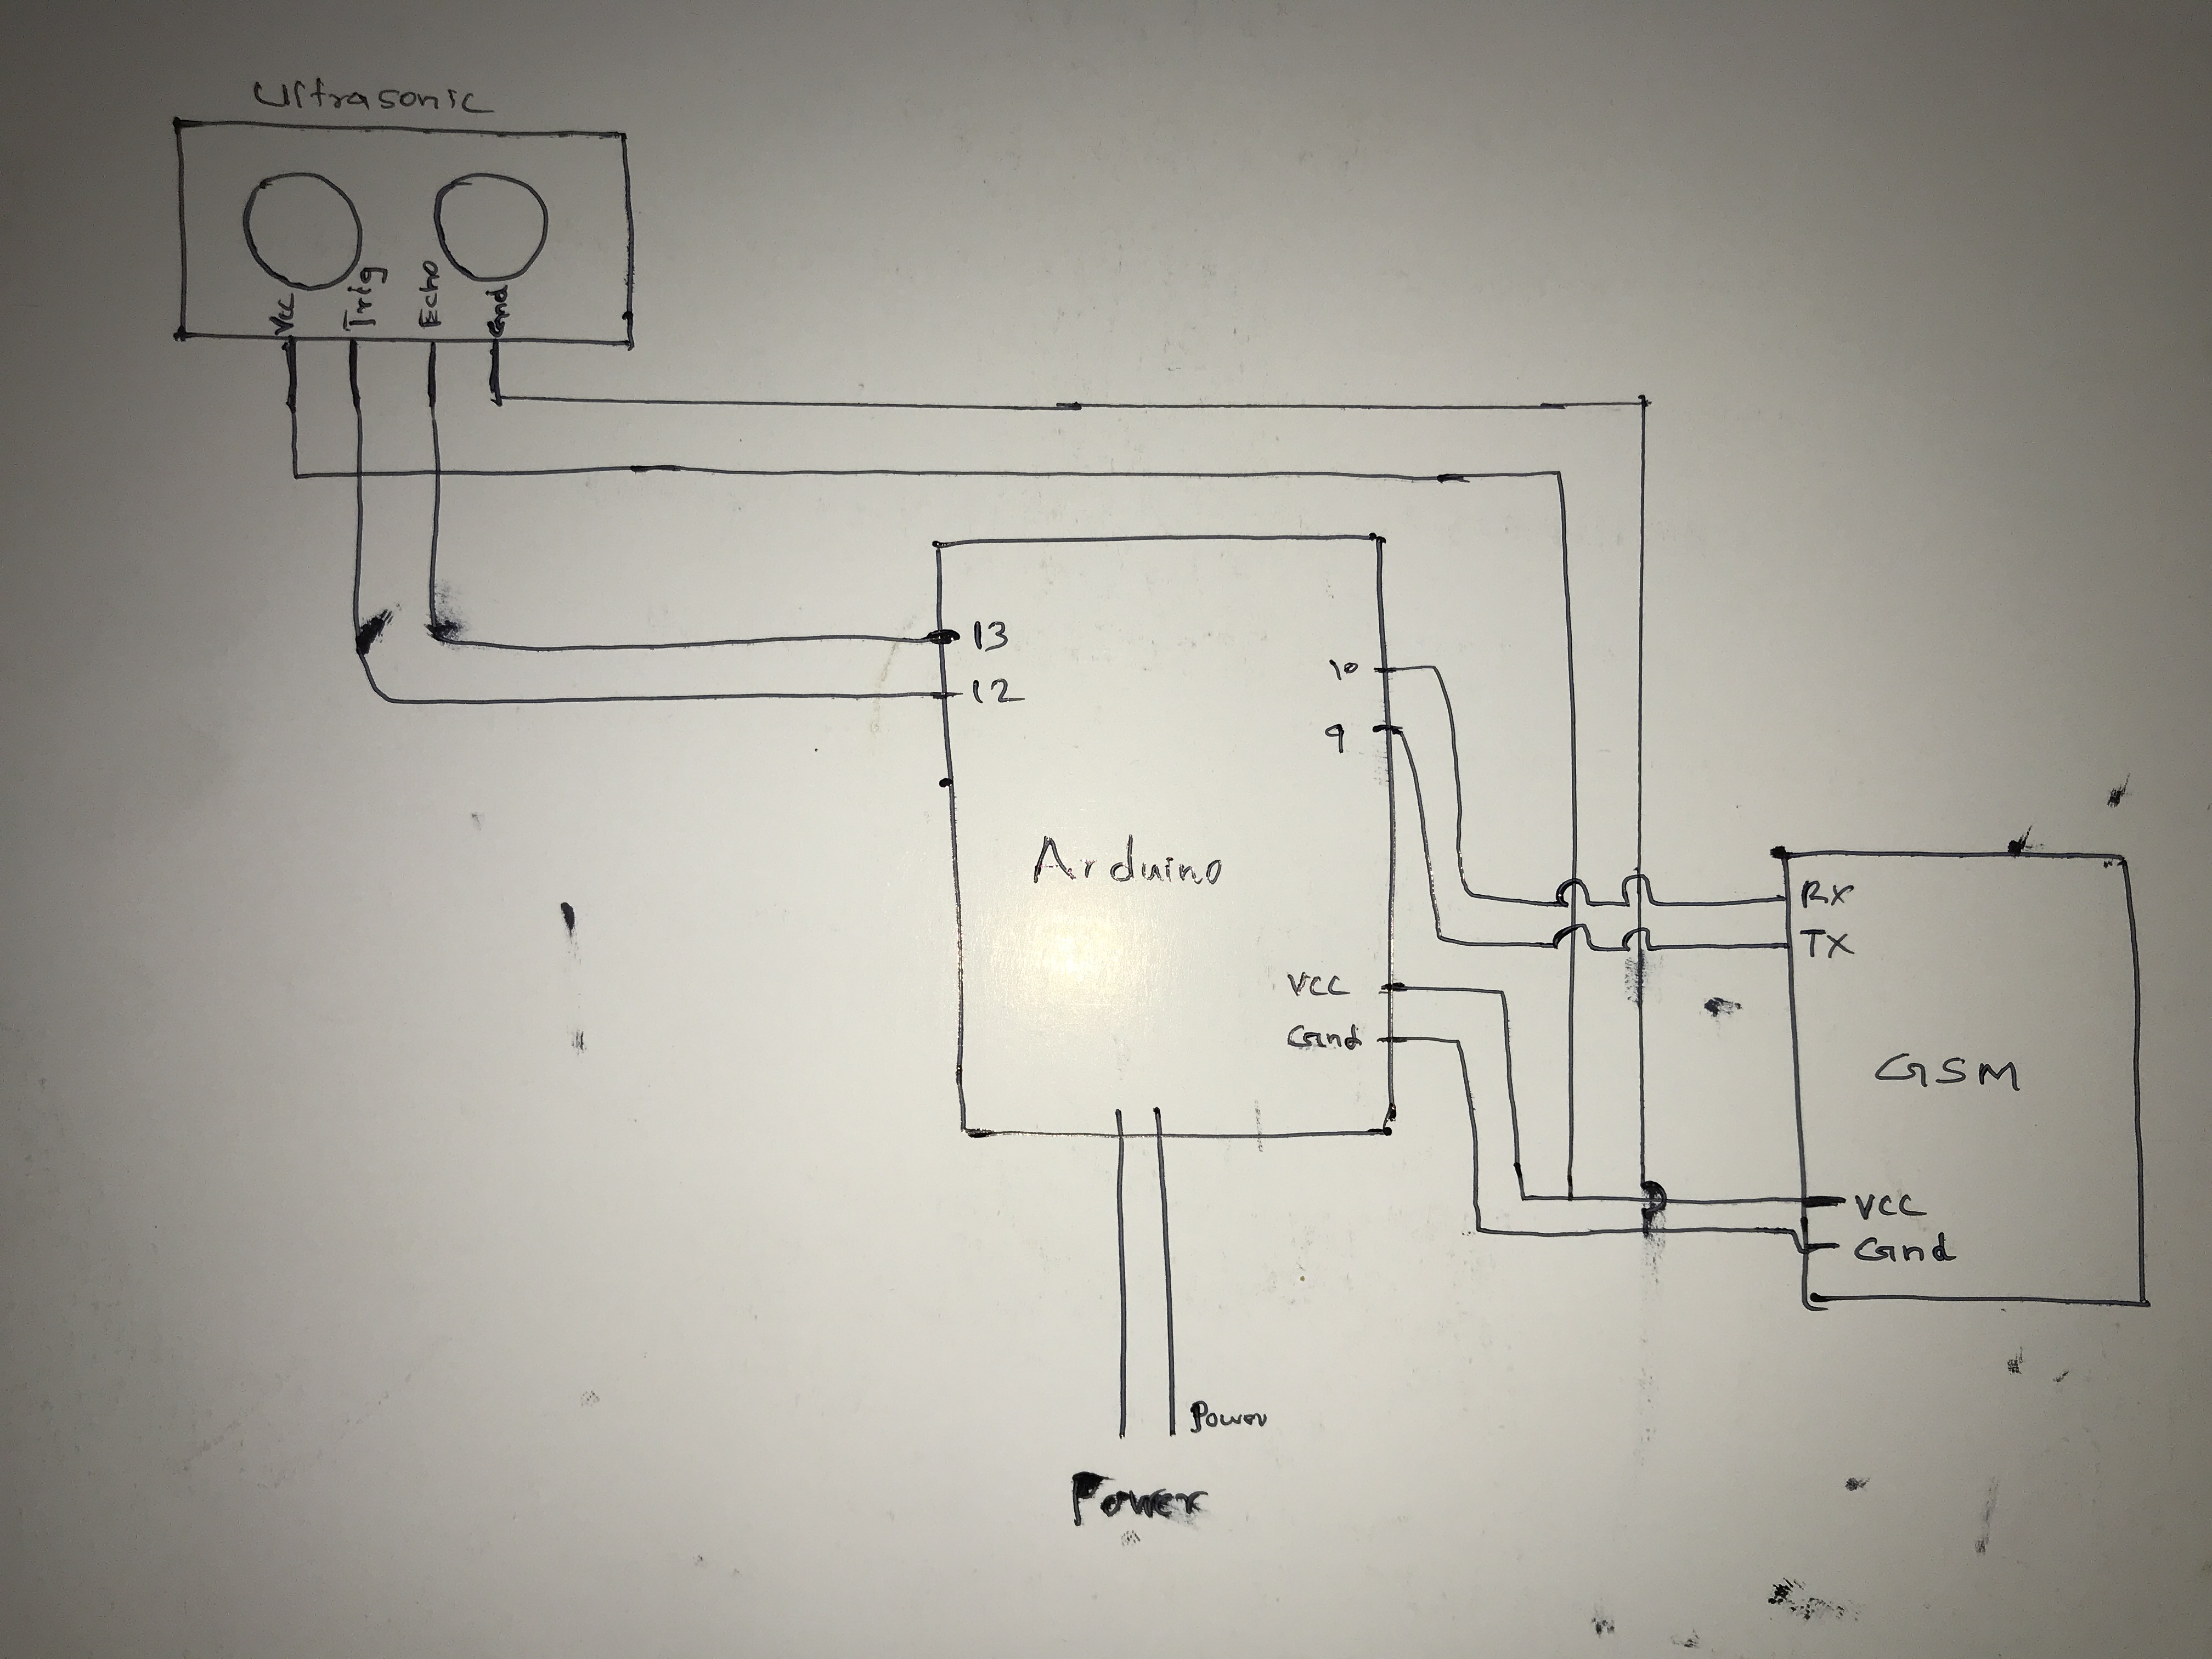 Ultrasonic
Vcc
Trig
Echo
Gnd
13
12
Arduino
10
9
Vcc
Gnd
Power
Power
Rx
Tx
GSM
Vcc
Gnd